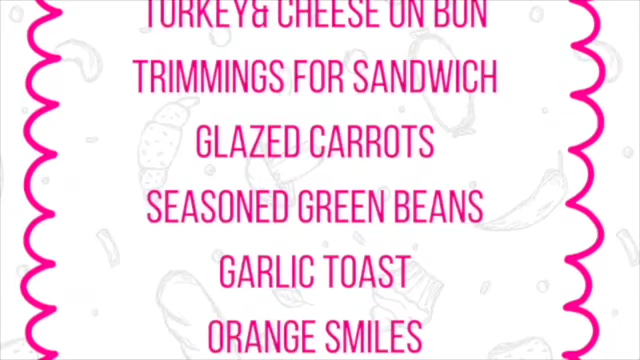 TURKEY& CHEESE ON BUN
TRIMMINGS FOR SANDWICH
GLAZED CARROTS
SEASONED GREEN BEANS
GARLIC TOAST
ORANGE SMILES